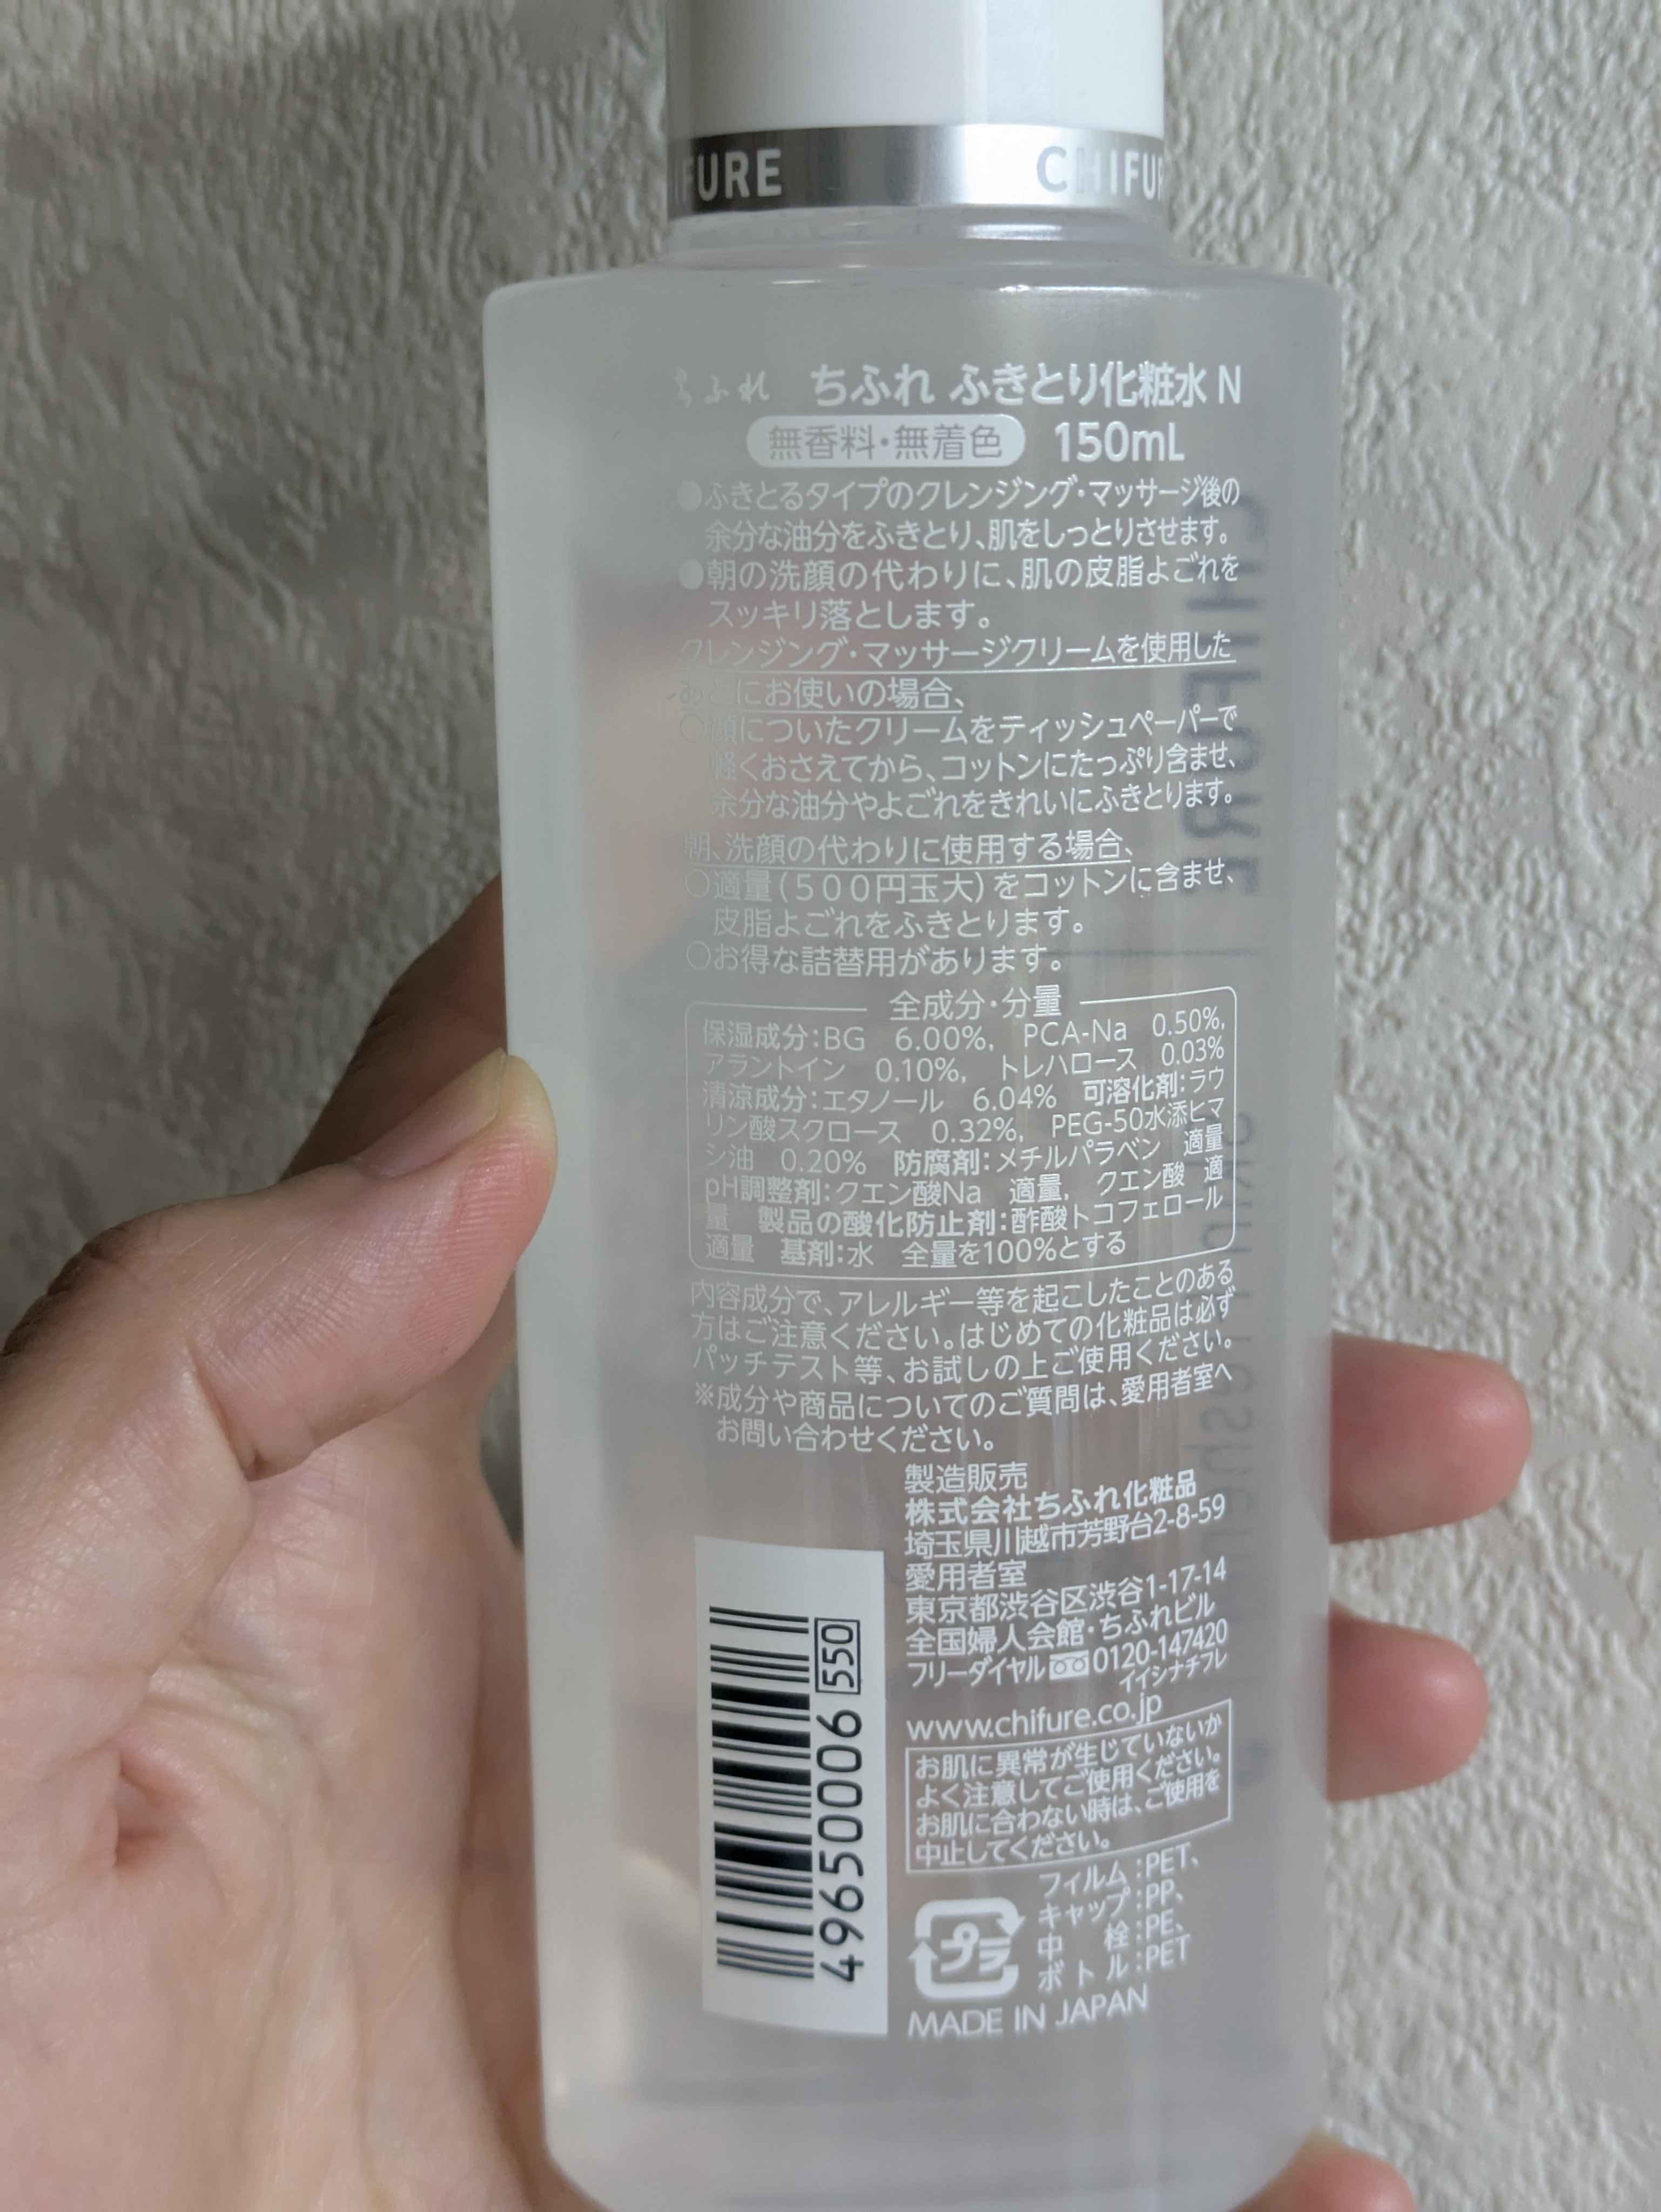 CHIFURE
CHIFU
ちふれ ちふれ ふきとり化粧水 N
無香料・無着色 150mL
●ふきとるタイプのクレンジング・マッサージ後の
余分な油分をふきとり、肌をしっとりさせます。
●朝の洗顔の代わりに、肌の皮脂よごれを
スッキリ落とします。
クレンジング・マッサージクリームを使用した
あとにお使いの場合、
○顔についたクリームをティッシュペーパーで
軽くおさえてから、コットンにたっぷり含ませ、
余分な油分やよごれをきれいにふきとります。
朝、洗顔の代わりに使用する場合、
○適量(500円玉大)をコットンに含ませ、
皮脂よごれをふきとります。
○お得な詰替用があります。
全成分・分量
保湿成分:BG 6.00%, PCA-Na 0.50%,
アラントイン 0.10%, トレハロース 0.03%
清涼成分:エタノール 6.04% 可溶化剤:ラウ
リン酸スクロース 0.32%, PEG-50水添ヒマ
シ油 0.20% 防腐剤:メチルパラベン 適量
pH調整剤:クエン酸Na 適量, クエン酸 適
量 製品の酸化防止剤:酢酸トコフェロール
適量 基剤:水 全量を100%とする
内容成分で、アレルギー等を起こしたことのある
方はご注意ください。はじめての化粧品は必ず
パッチテスト等、お試しの上ご使用ください。
※成分や商品についてのご質問は、愛用者室へ
お問い合わせください。
製造販売
株式会社ちふれ化粧品
埼玉県川越市芳野台2-8-59
愛用者室
東京都渋谷区渋谷1-17-14
全国婦人会館・ちふれビル
フリーダイヤル 0120-147420
イイシナチフレ
www.chifure.co.jp
お肌に異常が生じていないか
よく注意してご使用ください。
お肌に合わない時は、ご使用を
中止してください。
プラ
フィルム:PET、
キャップ:PP、
中 栓:PE、
ボトル:PET
MADE IN JAPAN
550
4965000006
CHIFURE